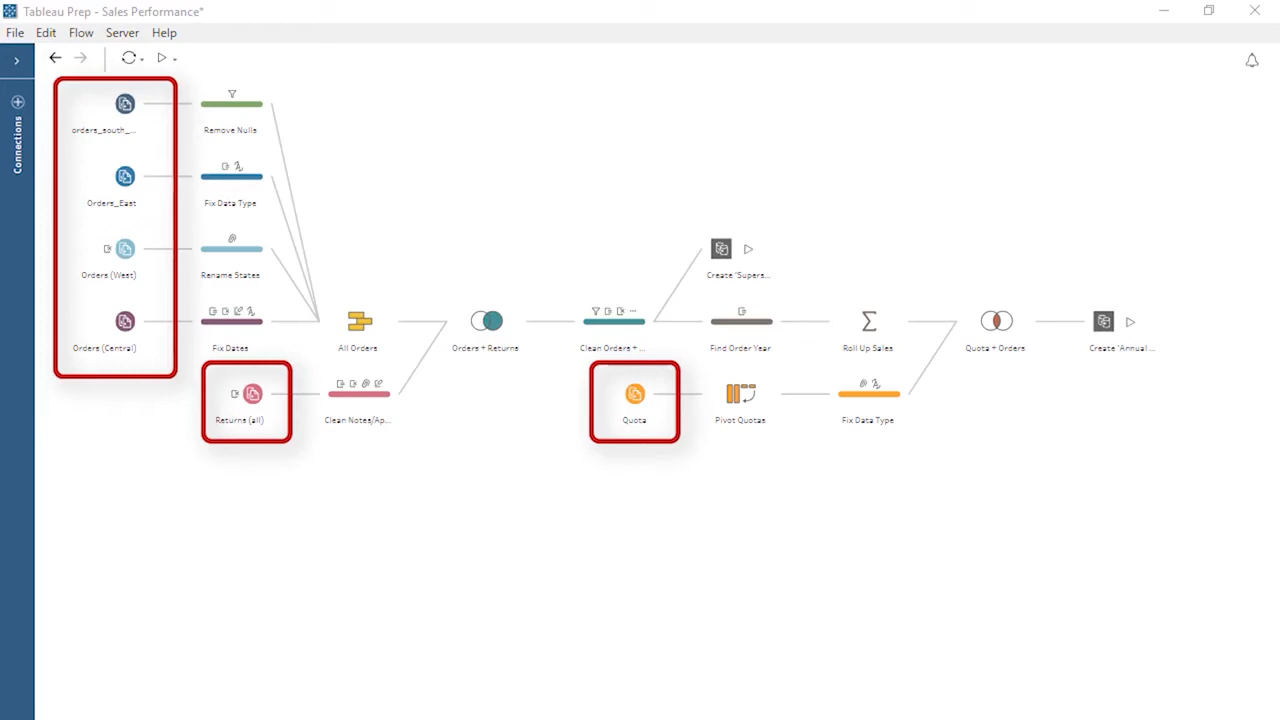 Tableau Prep - Sales Performance*
File Edit Flow Server Help
Connections
orders_south_...
Remove Nulls
Orders_East
Fix Data Type
Orders (West)
Rename States
Create 'Supers...
Orders (Central)
Fix Dates
All Orders
Orders + Returns
Clean Orders + ...
Find Order Year
Roll Up Sales
Quota + Orders
Create 'Annual ...
Returns (all)
Clean Notes/Ap...
Quota
Pivot Quotas
Fix Data Type